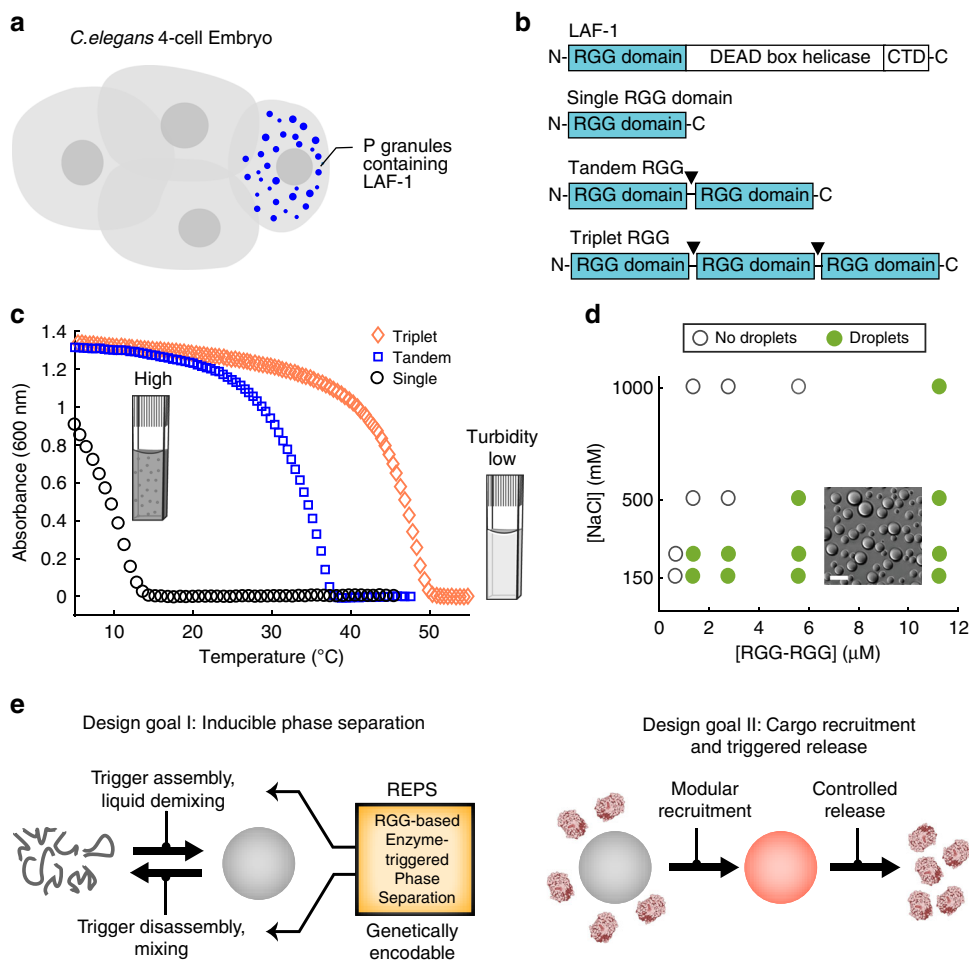 a
C.elegans 4-cell Embryo
P granules
containing
LAF-1
b
LAF-1
N- RGG domain DEAD box helicase CTD -C
Single RGG domain
N- RGG domain -C
Tandem RGG
N- RGG domain RGG domain -C
Triplet RGG
N- RGG domain RGG domain RGG domain -C
c
Absorbance (600 nm)
1.4
1.2
1
0.8
0.6
0.4
0.2
0
10 20 30 40 50
Temperature (°C)
Triplet
Tandem
Single
High
Turbidity
low
d
No droplets Droplets
[NaCl] (mM)
1000
500
150
0 2 4 6 8 10 12
[RGG-RGG] (μM)
e
Design goal I: Inducible phase separation
Trigger assembly,
liquid demixing
Trigger disassembly,
mixing
REPS
RGG-based
Enzyme-
triggered
Phase
Separation
Genetically
encodable
Design goal II: Cargo recruitment
and triggered release
Modular
recruitment
Controlled
release